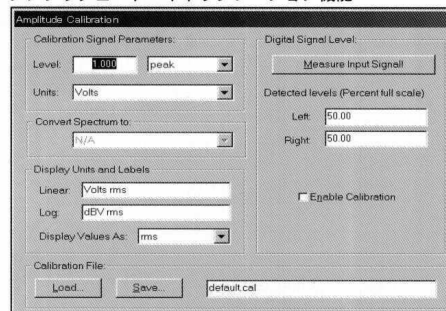 Amplitude Calibration
Calibration Signal Parameters:
Level: 1.000 peak
Units: Volts
Convert Spectrum to:
N/A
Display Units and Labels
Linear: Volts rms
Log: dBV rms
Display Values As: rms
Digital Signal Level:
Measure Input Signal!
Detected levels (Percent full scale)
Left: 50.00
Right: 50.00
Enable Calibration
Calibration File:
Load... Save... default.cal